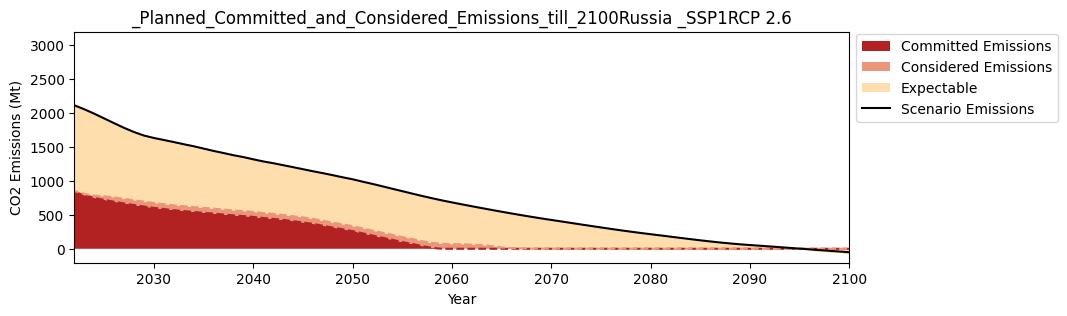 _Planned_Committed_and_Considered_Emissions_till_2100Russia _SSP1RCP 2.6
3000
2500
2000
1500
1000
500
0
CO2 Emissions (Mt)
2030
2040
2050
2060
2070
2080
2090
2100
Year
Committed Emissions
Considered Emissions
Expectable
Scenario Emissions